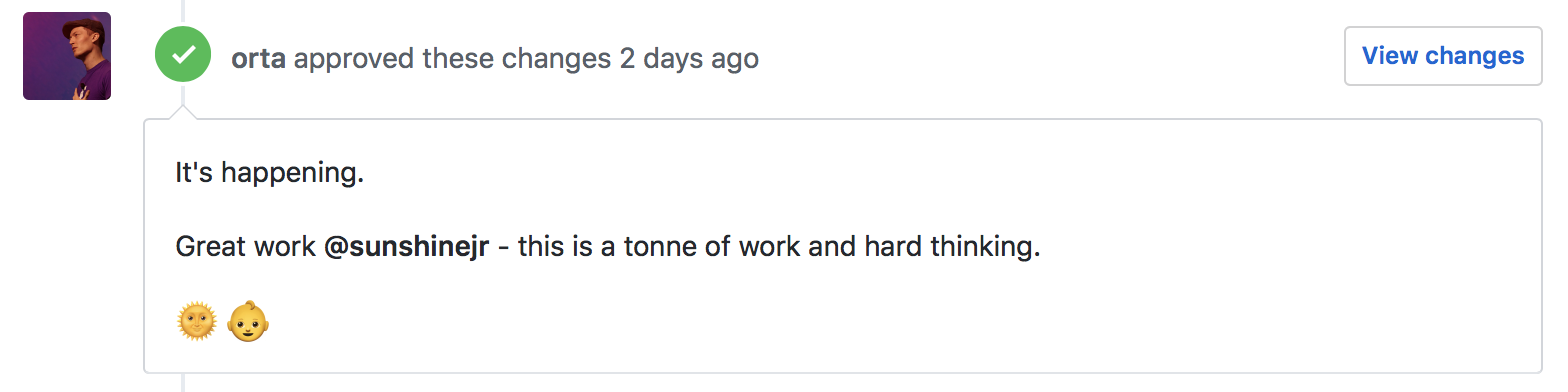 orta approved these changes 2 days ago
View changes
It's happening.
Great work @sunshinejr - this is a tonne of work and hard thinking.
🌞 👶